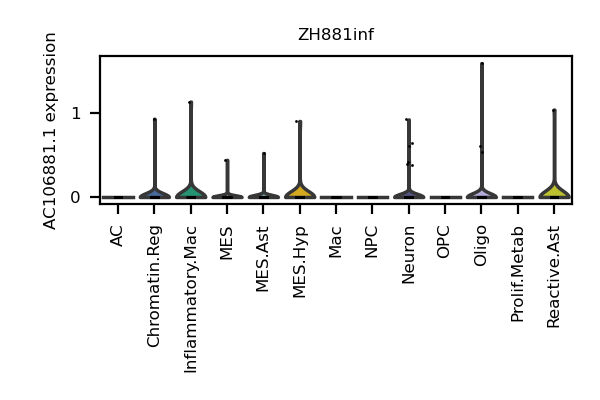 ZH881inf
AC106881.1 expression
1
0
AC
Chromatin.Reg
Inflammatory.Mac
MES
MES.Ast
MES.Hyp
Mac
NPC
Neuron
OPC
Oligo
Prolif.Metab
Reactive.Ast